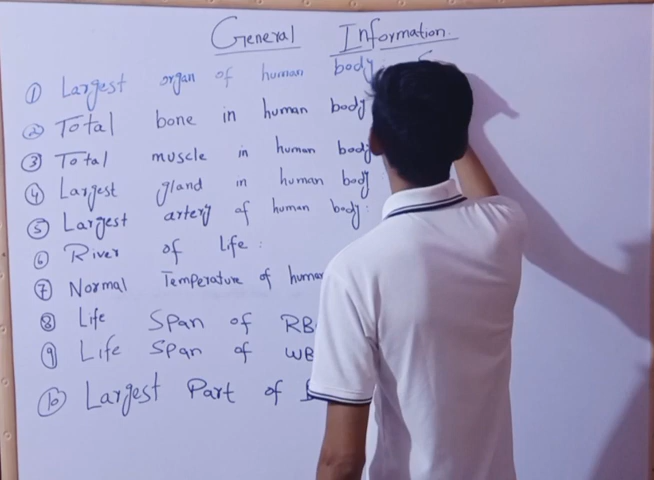 General Information
① Largest organ of human body:
② Total bone in human body
③ Total muscle in human body
④ Largest gland in human body:
⑤ Largest artery of human body:
⑥ River of life:
⑦ Normal Temperature of human
⑧ Life Span of RB
⑨ Life Span of WB
⑩ Largest Part of